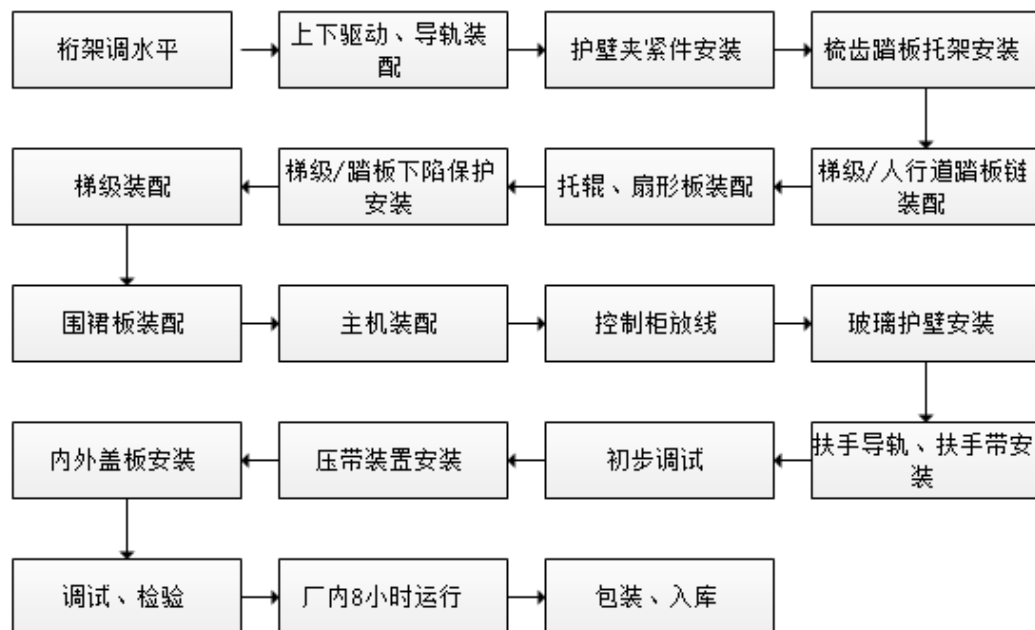 桁架调水平
上下驱动、导轨装
配
护壁夹紧件安装
梳齿踏板托架安装
梯级/人行道踏板链
装配
托辊、扇形板装配
梯级/踏板下陷保护
安装
梯级装配
围裙板装配
主机装配
控制柜放线
玻璃护壁安装
扶手导轨、扶手带安
装
初步调试
压带装置安装
内外盖板安装
调试、检验
厂内8小时运行
包装、入库